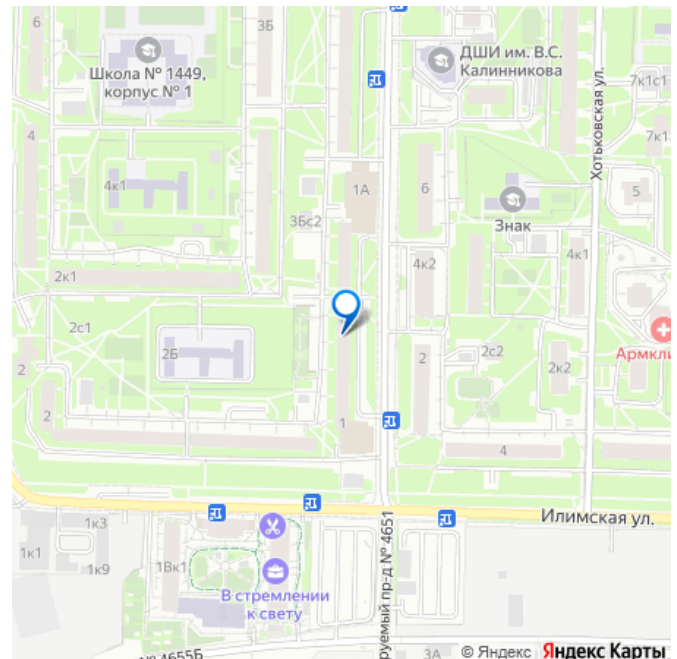 6
3Б
Школа № 1449,
корпус № 1
ДШИ им. В.С.
Калинникова
7к1с1
Хотьковская ул.
4
7к1
4к1
1А
6
5
3Бс2
Знак
4к1
4к2
2к1
2с1
2Б
2
2с2
Армкли
2
2к2
2
1
4
Илимская ул.
1к3
1к1
1к9
1Вк1
В стремлении
к свету
руемый пр-д № 4651
№ 4655Б
3А
© Яндекс Яндекс Карты